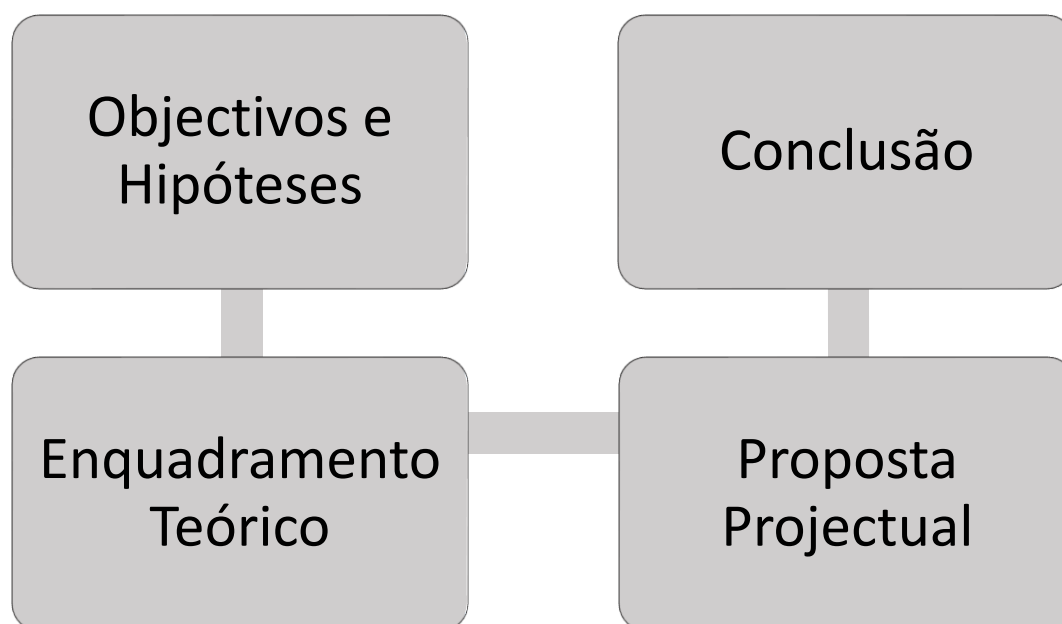 Objectivos e
Hipóteses
Enquadramento
Teórico
Proposta
Projectual
Conclusão